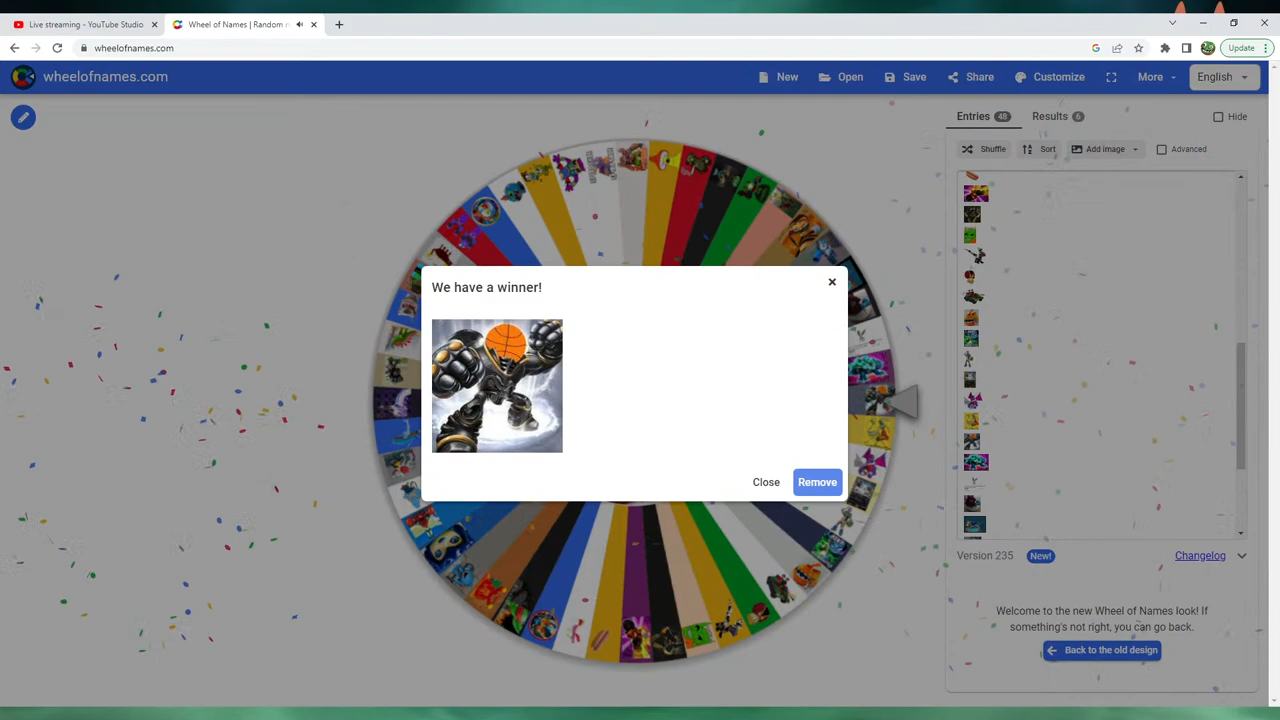 Live streaming - YouTube Studio
Wheel of Names | Random n
wheelofnames.com
Update
wheelofnames.com
New
Open
Save
Share
Customize
More
English
Entries 48
Results 6
Hide
Shuffle
Sort
Add image
Advanced
We have a winner!
Close
Remove
Version 235
New!
Changelog
Welcome to the new Wheel of Names look! If
something's not right, you can go back.
Back to the old design